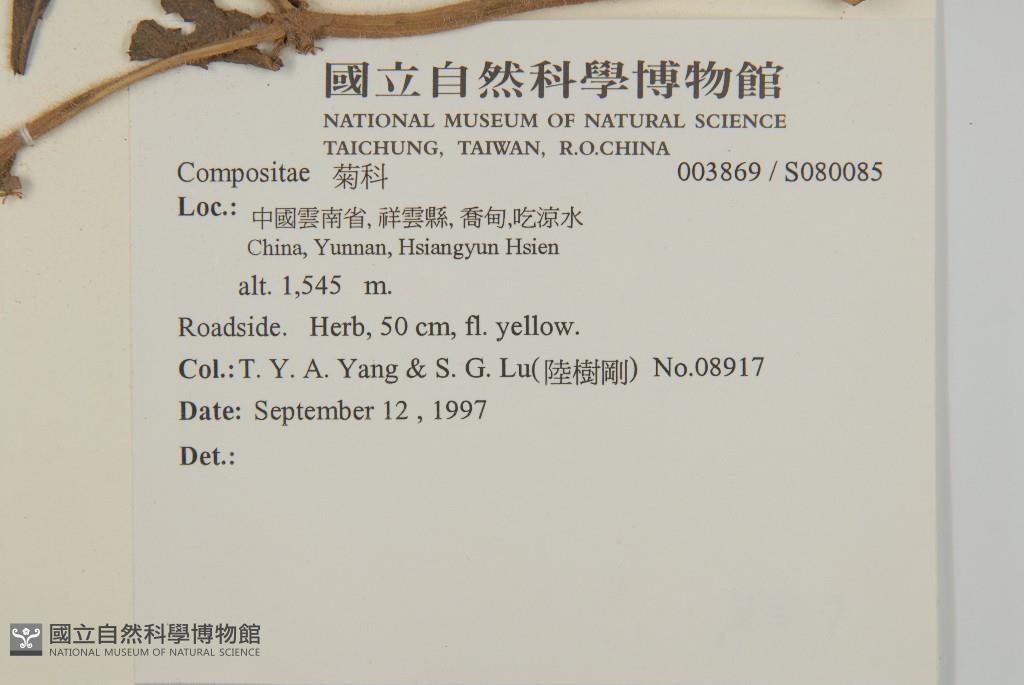 國立自然科學博物館
NATIONAL MUSEUM OF NATURAL SCIENCE
TAICHUNG, TAIWAN, R.O.CHINA
Compositae 菊科 003869 / S080085
Loc.: 中國雲南省, 祥雲縣, 喬甸,吃涼水
China, Yunnan, Hsiangyun Hsien
alt. 1,545 m.
Roadside. Herb, 50 cm, fl. yellow.
Col.: T. Y. A. Yang & S. G. Lu(陸樹剛) No.08917
Date: September 12 , 1997
Det.:
國立自然科學博物館
NATIONAL MUSEUM OF NATURAL SCIENCE